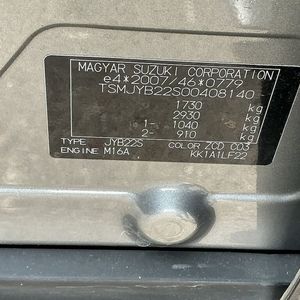 MAGYAR SUZUKI CORPORATION
e4*2007/46*0779
TSMJYB22S00408140
1730 kg
2930 kg
1- 1040 kg
2- 910 kg
TYPE JYB22S COLOR ZCD C03
ENGINE M16A KK1A1LF22